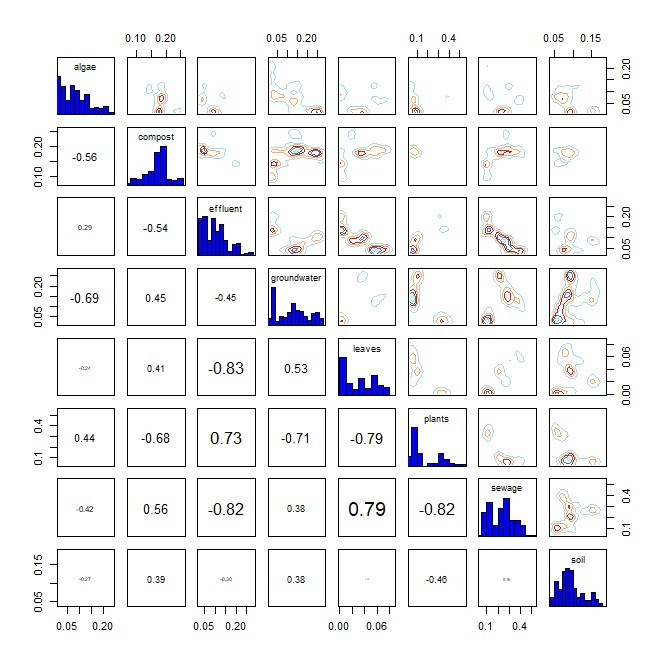 0.10 0.20 0.05 0.20 0.1 0.4 0.05 0.15
algae 0.05 0.20
0.10 0.20 -0.56 compost
0.29 -0.54 effluent 0.05 0.20
0.05 0.20 -0.69 0.45 -0.45 groundwater
-0.24 0.41 -0.83 0.53 leaves 0.00 0.06
0.1 0.4 0.44 -0.68 0.73 -0.71 -0.79 plants
-0.42 0.56 -0.82 0.38 0.79 -0.82 sewage 0.1 0.4
0.05 0.15 -0.27 0.39 -0.30 0.38 -0.46 soil
0.05 0.20 0.05 0.20 0.00 0.06 0.1 0.4